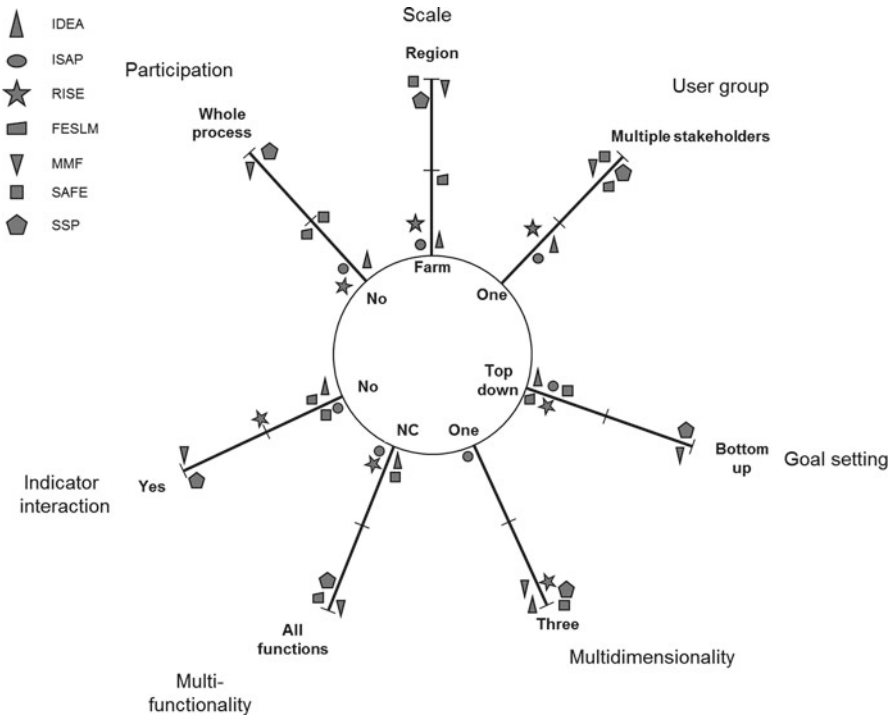 IDEA
ISAP
RISE
FESLM
MMF
SAFE
SSP
Scale
Region
Participation
Whole
process
User group
Multiple stakeholders
Farm
No
One
No
Top
down
NC
One
Bottom
up
Goal setting
Indicator
interaction
Yes
All
functions
Three
Multidimensionality
Multi-
functionality